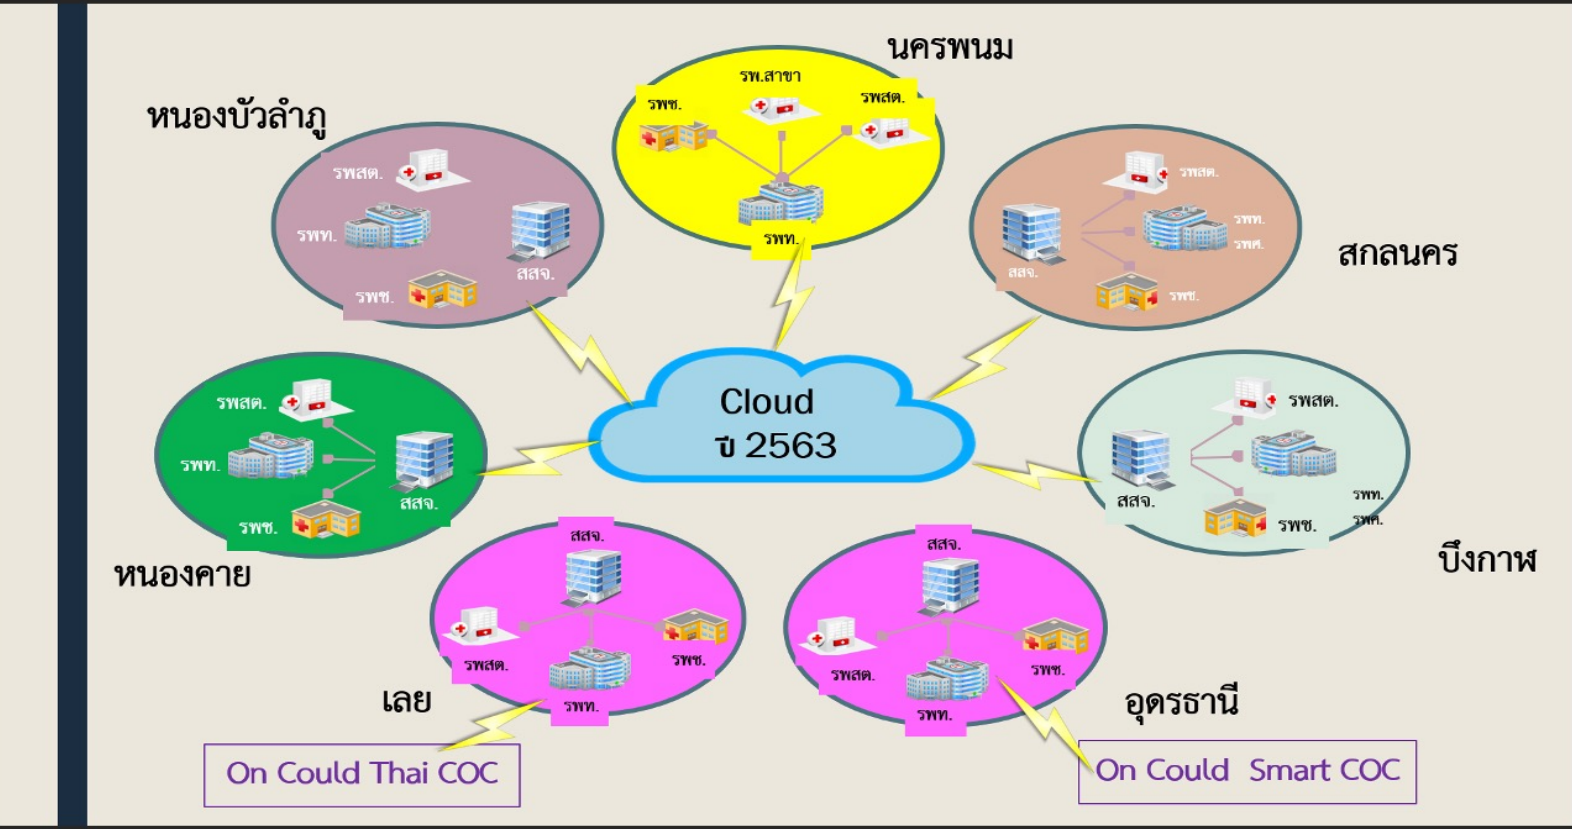 นครพนม
รพ.สาขา
รพช.
รพสต.
รพท.
หนองบัวลำภู
รพสต.
รพท.
สสจ.
รพช.
สกลนคร
รพสต.
รพท.
รพศ.
สสจ.
รพช.
Cloud
ปี 2563
หนองคาย
รพสต.
รพท.
สสจ.
รพช.
บึงกาฬ
รพสต.
สสจ.
รพท.
รพศ.
รพช.
เลย
สสจ.
รพสต.
รพช.
รพท.
อุดรธานี
สสจ.
รพสต.
รพช.
รพท.
On Could Thai COC
On Could Smart COC